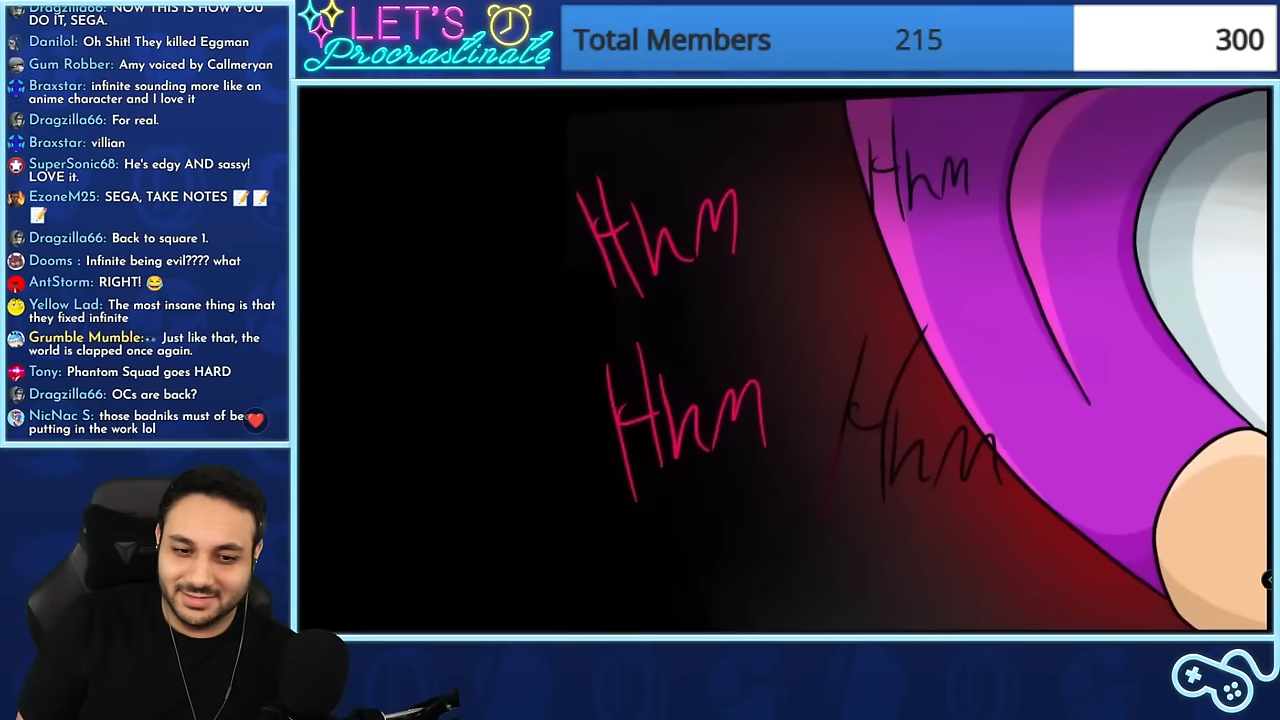 Dragzilla66: NOW THIS IS HOW YOU
DO IT, SEGA.
Danilol: Oh Shit! They killed Eggman
Gum Robber: Amy voiced by Callmeryan
Braxstar: infinite sounding more like an
anime character and I love it
Dragzilla66: For real.
Braxstar: villian
SuperSonic68: He's edgy AND sassy!
LOVE it.
EzoneM25: SEGA, TAKE NOTES 📝 📝
📝
Dragzilla66: Back to square 1.
Dooms : Infinite being evil???? what
AntStorm: RIGHT! 😂
Yellow Lad: The most insane thing is that
they fixed infinite
Grumble Mumble: Just like that, the
world is clapped once again.
Tony: Phantom Squad goes HARD
Dragzilla66: OCs are back?
NicNac S: those badniks must of be
putting in the work lol
LET'S
Procrastinate
Total Members 215 300
Hhm
Hhm
Hhm
Hhm